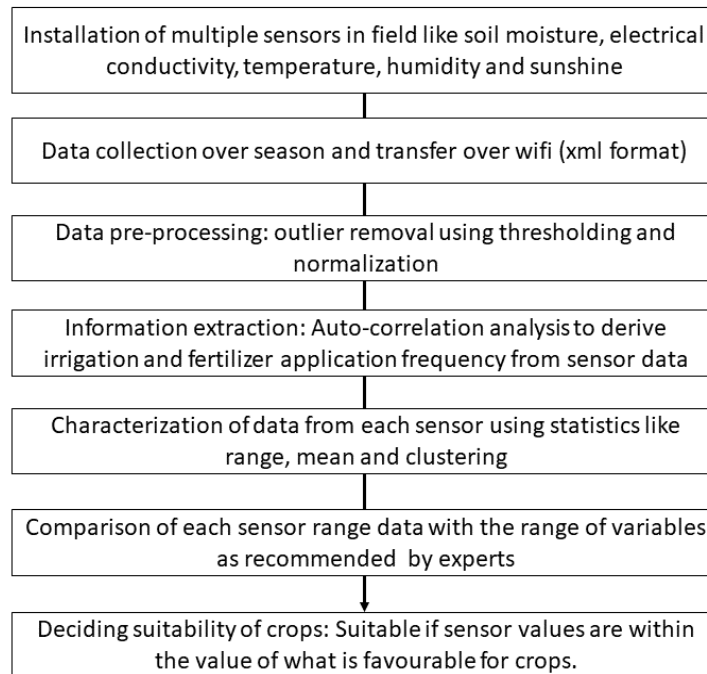 Installation of multiple sensors in field like soil moisture, electrical
conductivity, temperature, humidity and sunshine
Data collection over season and transfer over wifi (xml format)
Data pre-processing: outlier removal using thresholding and
normalization
Information extraction: Auto-correlation analysis to derive
irrigation and fertilizer application frequency from sensor data
Characterization of data from each sensor using statistics like
range, mean and clustering
Comparison of each sensor range data with the range of variables
as recommended by experts
Deciding suitability of crops: Suitable if sensor values are within
the value of what is favourable for crops.